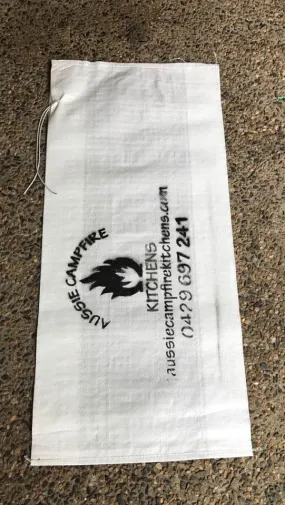 AUSSIE CAMPFIRE
KITCHENS
aussiecampfirekitchens.com
0429 697 241